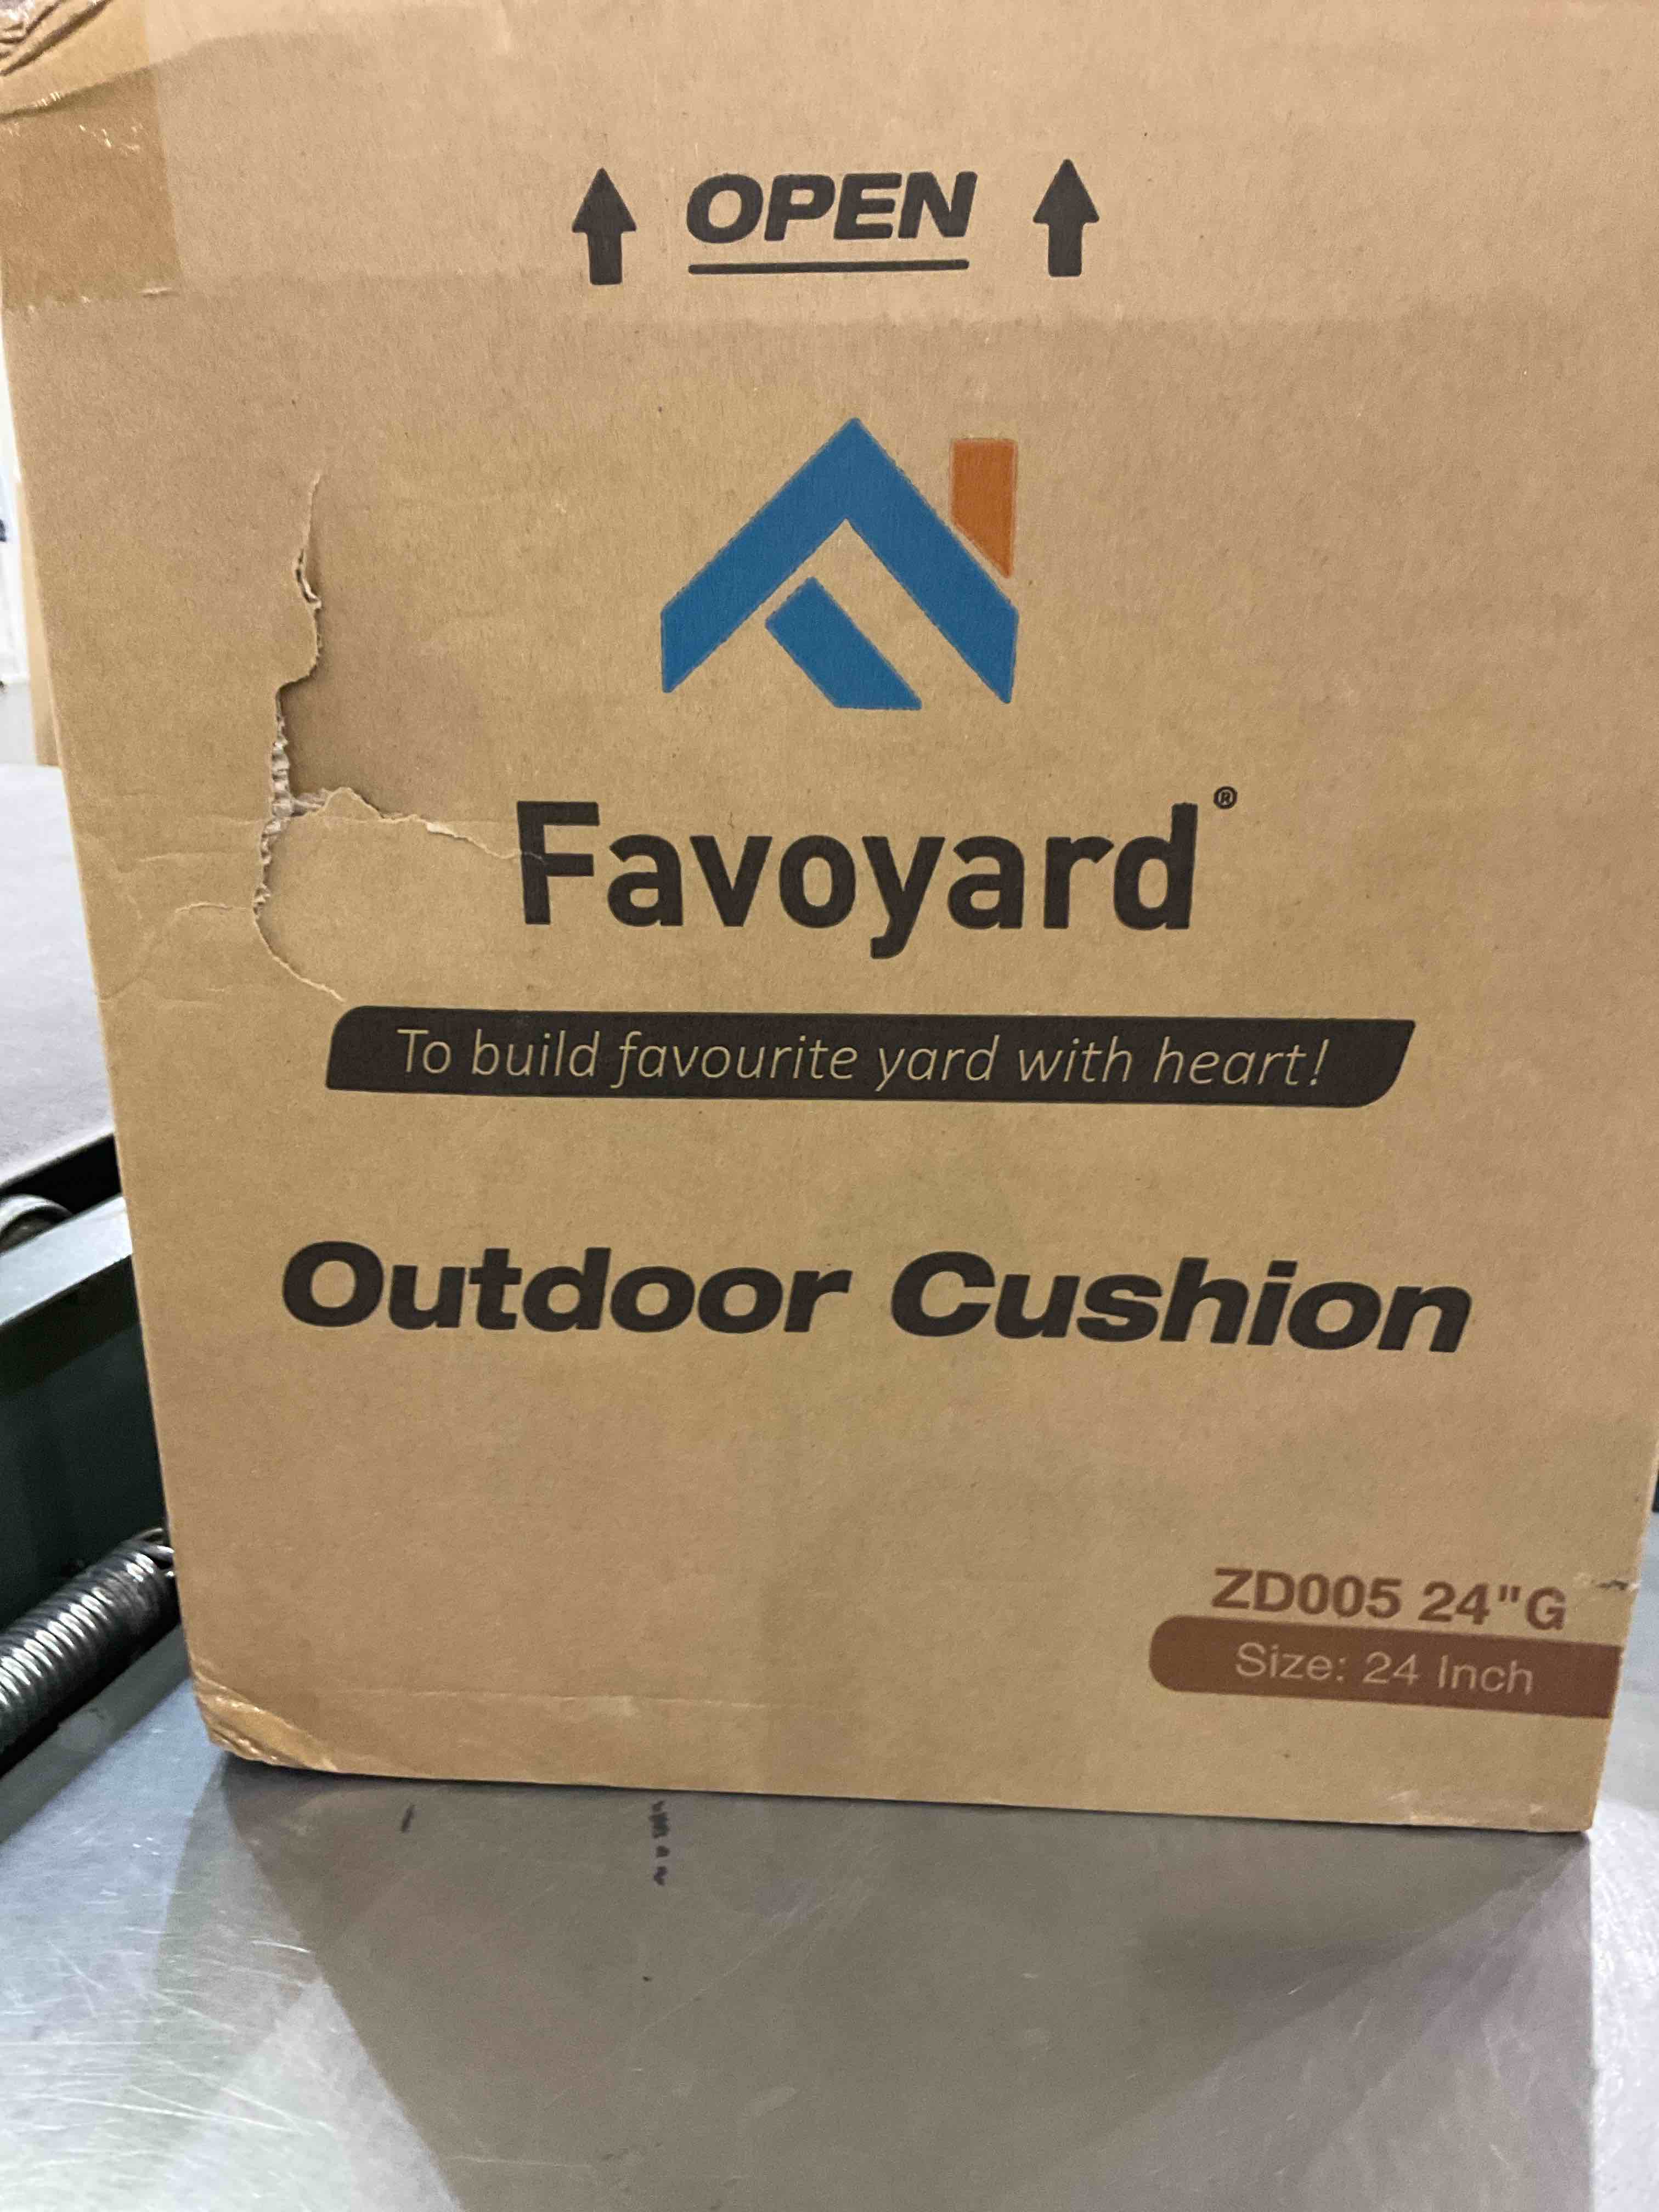 OPEN
Favoyard®
To build favourite yard with heart!
Outdoor Cushion
ZD005 24"G
Size: 24 Inch